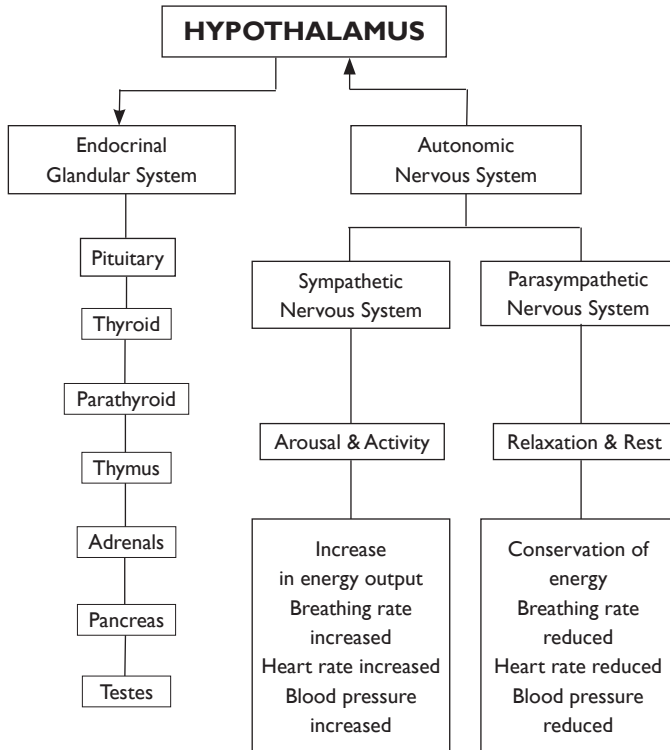 HYPOTHALAMUS
Endocrinal
Glandular System
Pituitary
Thyroid
Parathyroid
Thymus
Adrenals
Pancreas
Testes
Autonomic
Nervous System
Sympathetic
Nervous System
Arousal & Activity
Increase
in energy output
Breathing rate
increased
Heart rate increased
Blood pressure
increased
Parasympathetic
Nervous System
Relaxation & Rest
Conservation of
energy
Breathing rate
reduced
Heart rate reduced
Blood pressure
reduced